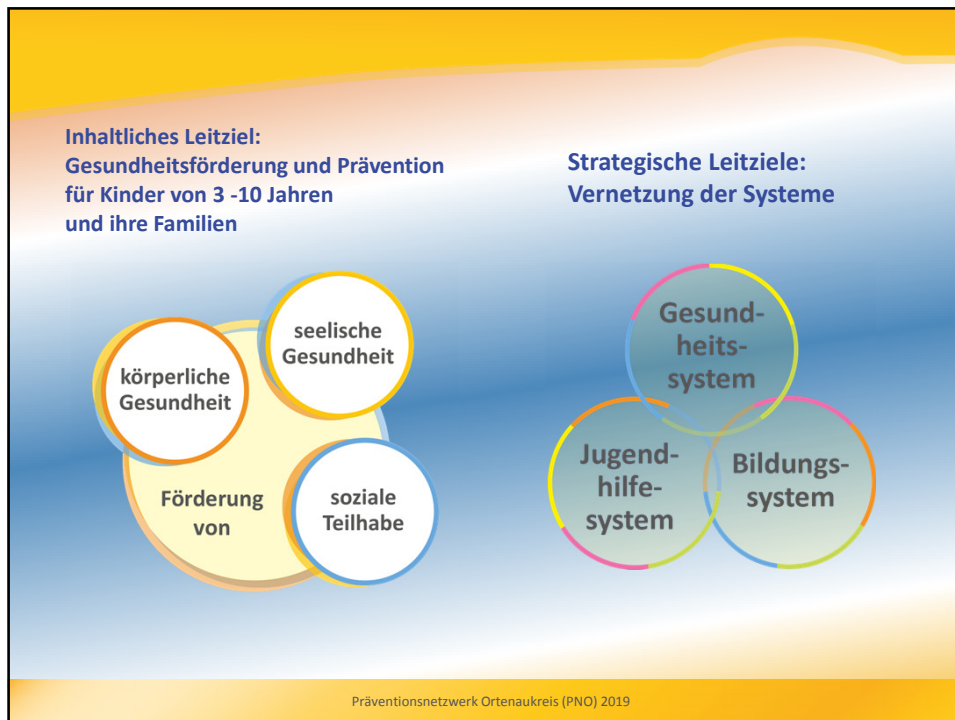 Inhaltliches Leitziel:
Gesundheitsförderung und Prävention
für Kinder von 3 -10 Jahren
und ihre Familien
Strategische Leitziele:
Vernetzung der Systeme
seelische
Gesundheit
körperliche
Gesundheit
Förderung
von
soziale
Teilhabe
Gesund-
heits-
system
Jugend-
hilfe-
system
Bildungs-
system
Präventionsnetzwerk Ortenaukreis (PNO) 2019